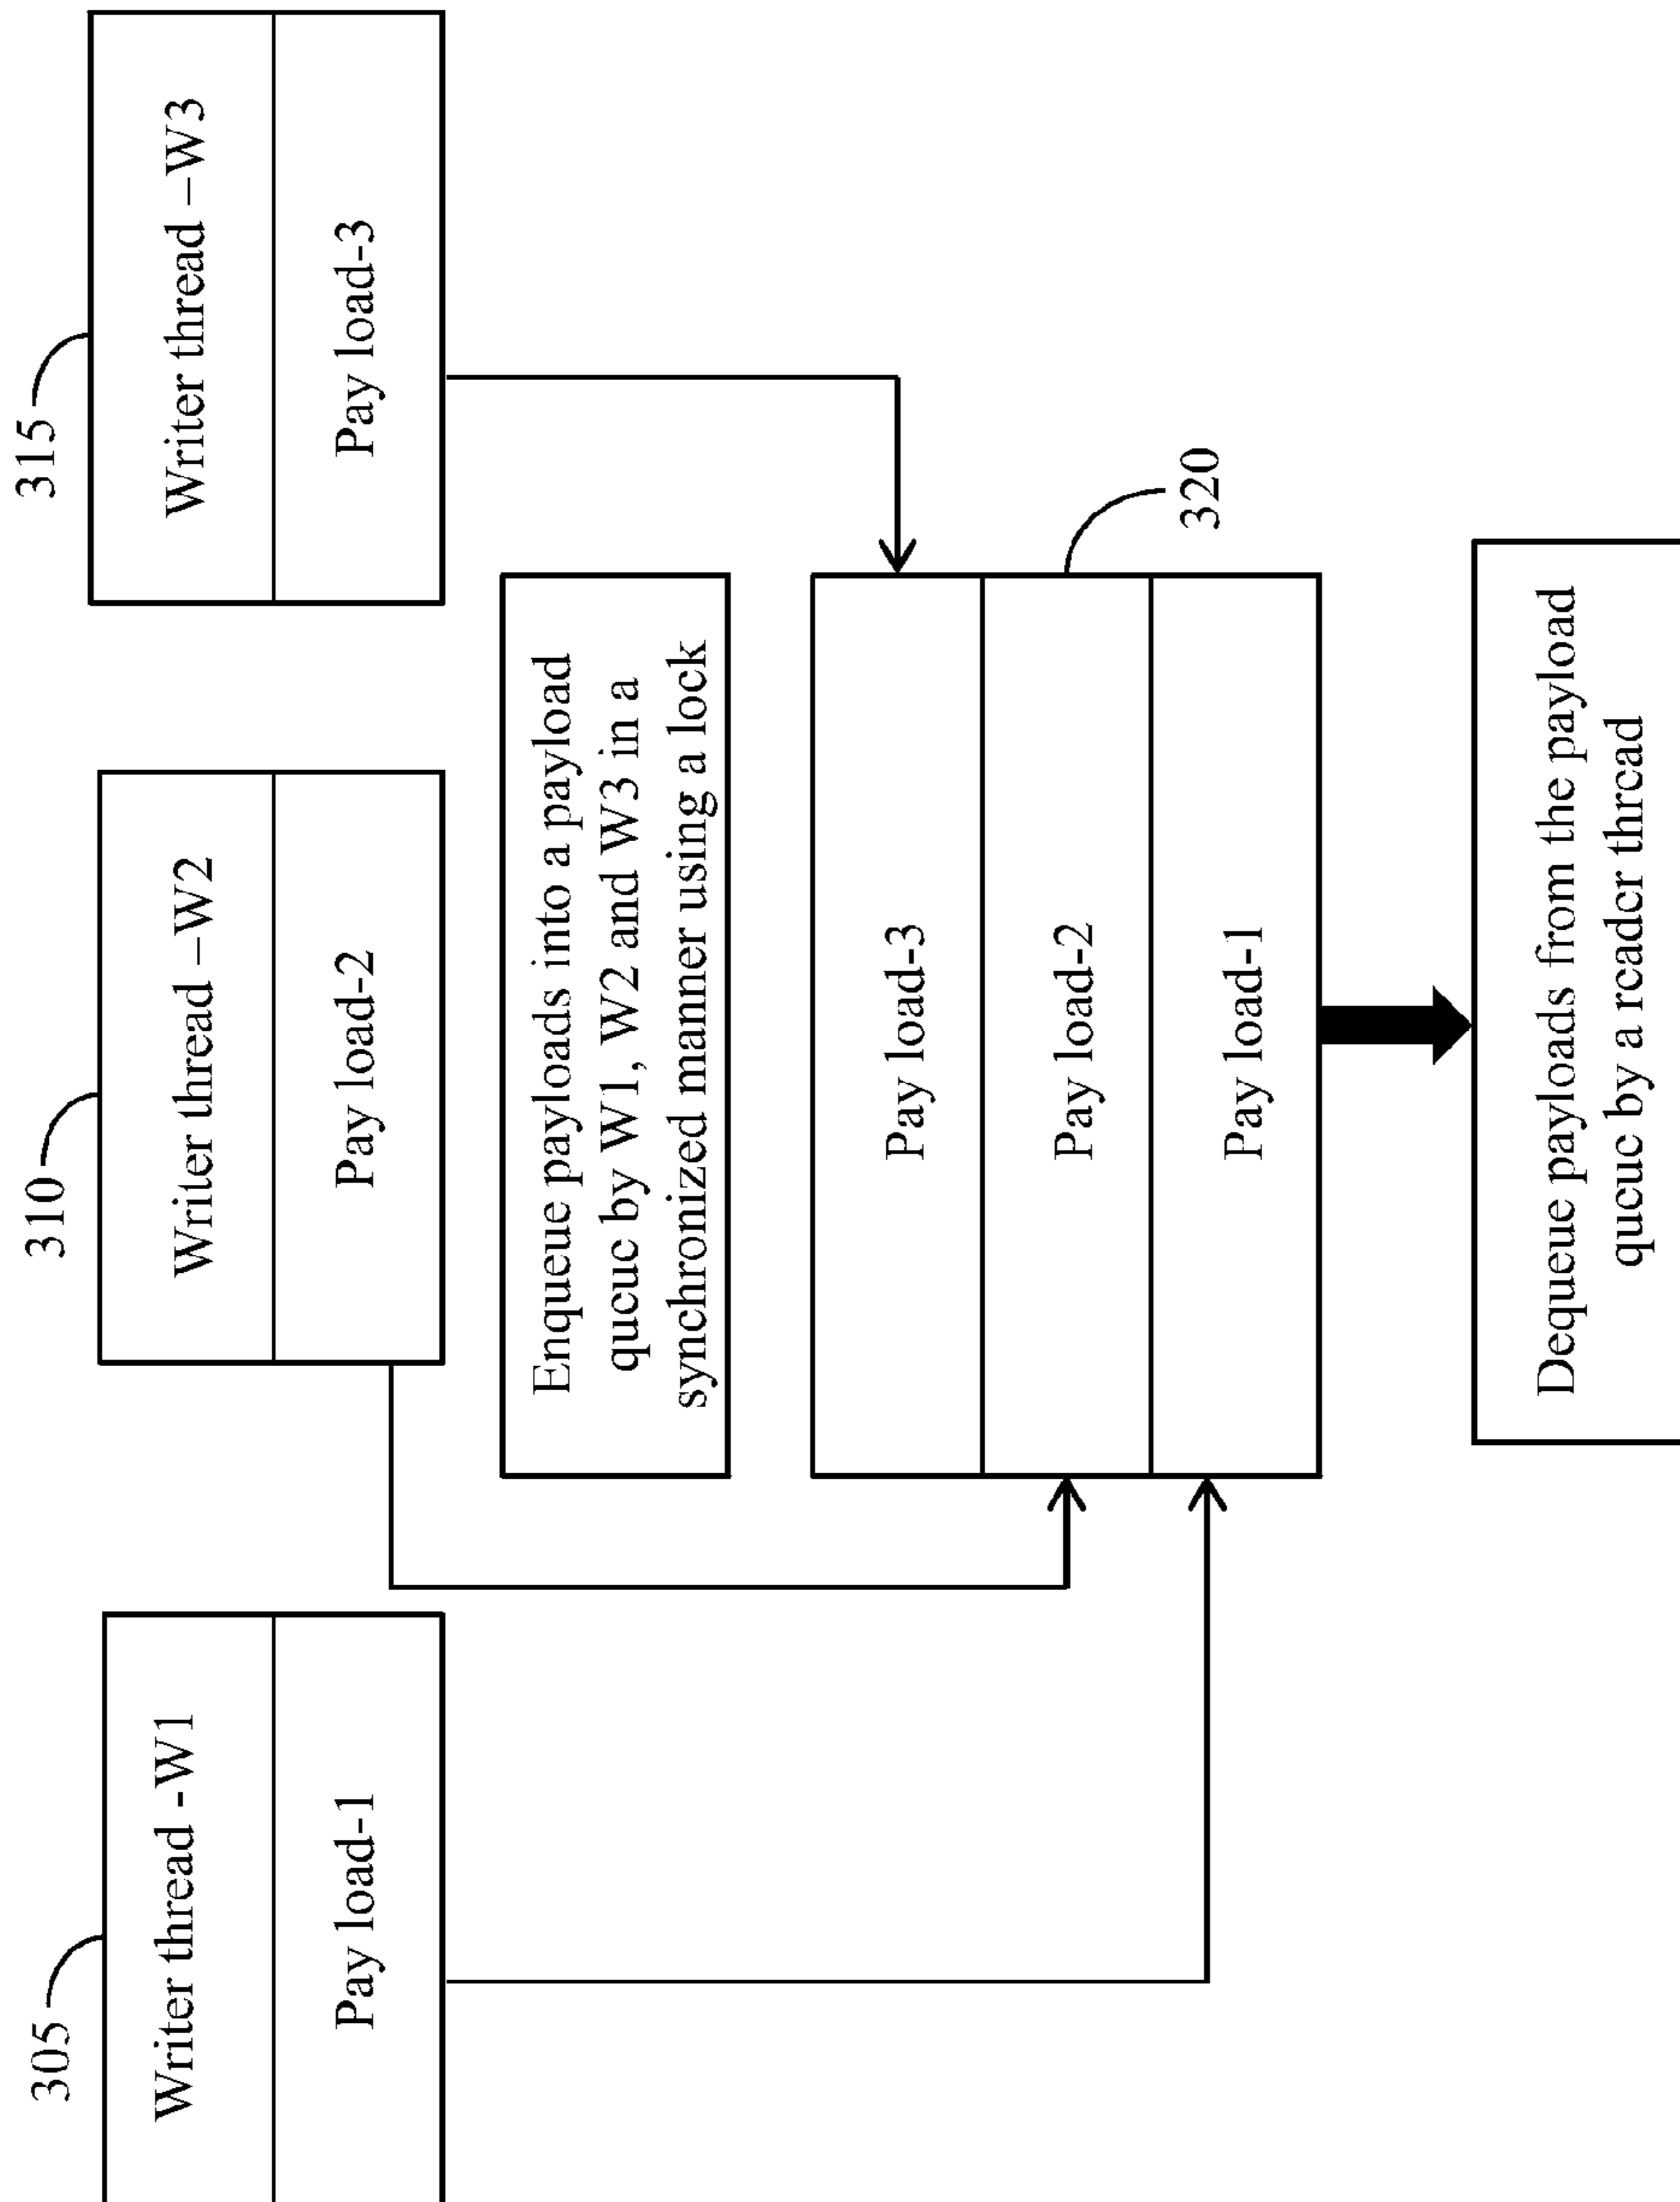 305
Writer thread -W1
Pay load-1
310
Writer thread –W2
Pay load-2
315
Writer thread –W3
Pay load-3
Enqueue payloads into a payload
queue by W1, W2 and W3 in a
synchronized manner using a lock
Pay load-3
Pay load-2
Pay load-1
320
Dequeue payloads from the payload
queue by a reader thread